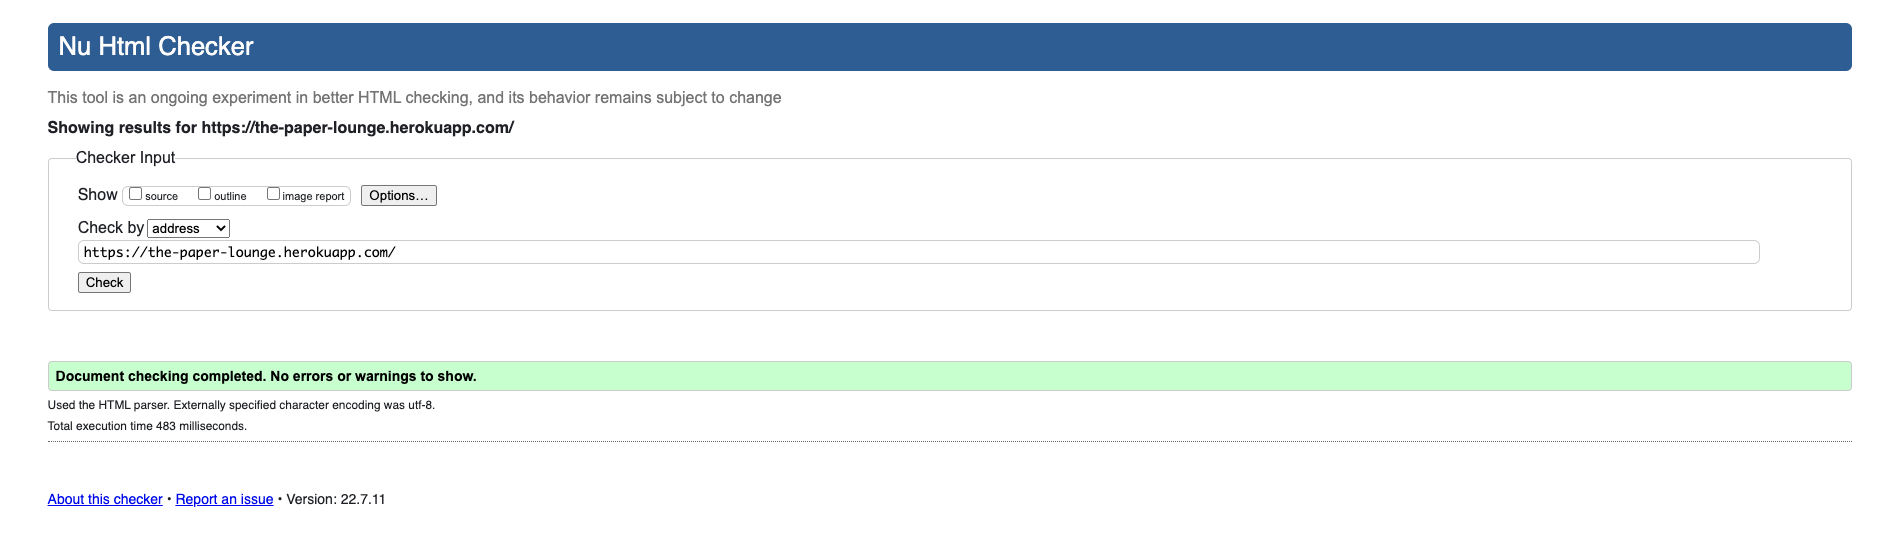 Nu Html Checker
This tool is an ongoing experiment in better HTML checking, and its behavior remains subject to change
Showing results for https://the-paper-lounge.herokuapp.com/
Checker Input
Show source outline image report Options...
Check by address
https://the-paper-lounge.herokuapp.com/
Check
Document checking completed. No errors or warnings to show.
Used the HTML parser. Externally specified character encoding was utf-8.
Total execution time 483 milliseconds.
About this checker • Report an issue • Version: 22.7.11